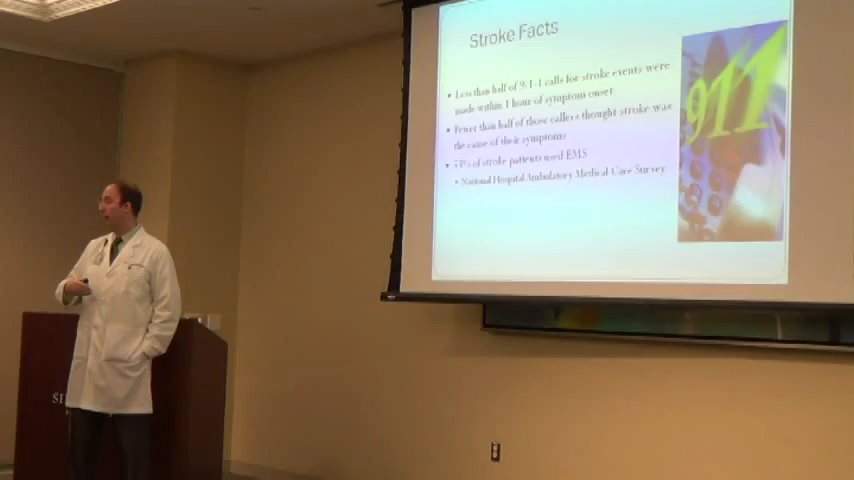 Stroke Facts
• Less than half of 9-1-1 calls for stroke events were
made within 1 hour of symptom onset
• Fewer than half of those callers thought stroke was
the cause of their symptoms
• 53% of stroke patients used EMS
• National Hospital Ambulatory Medical Care Survey
911